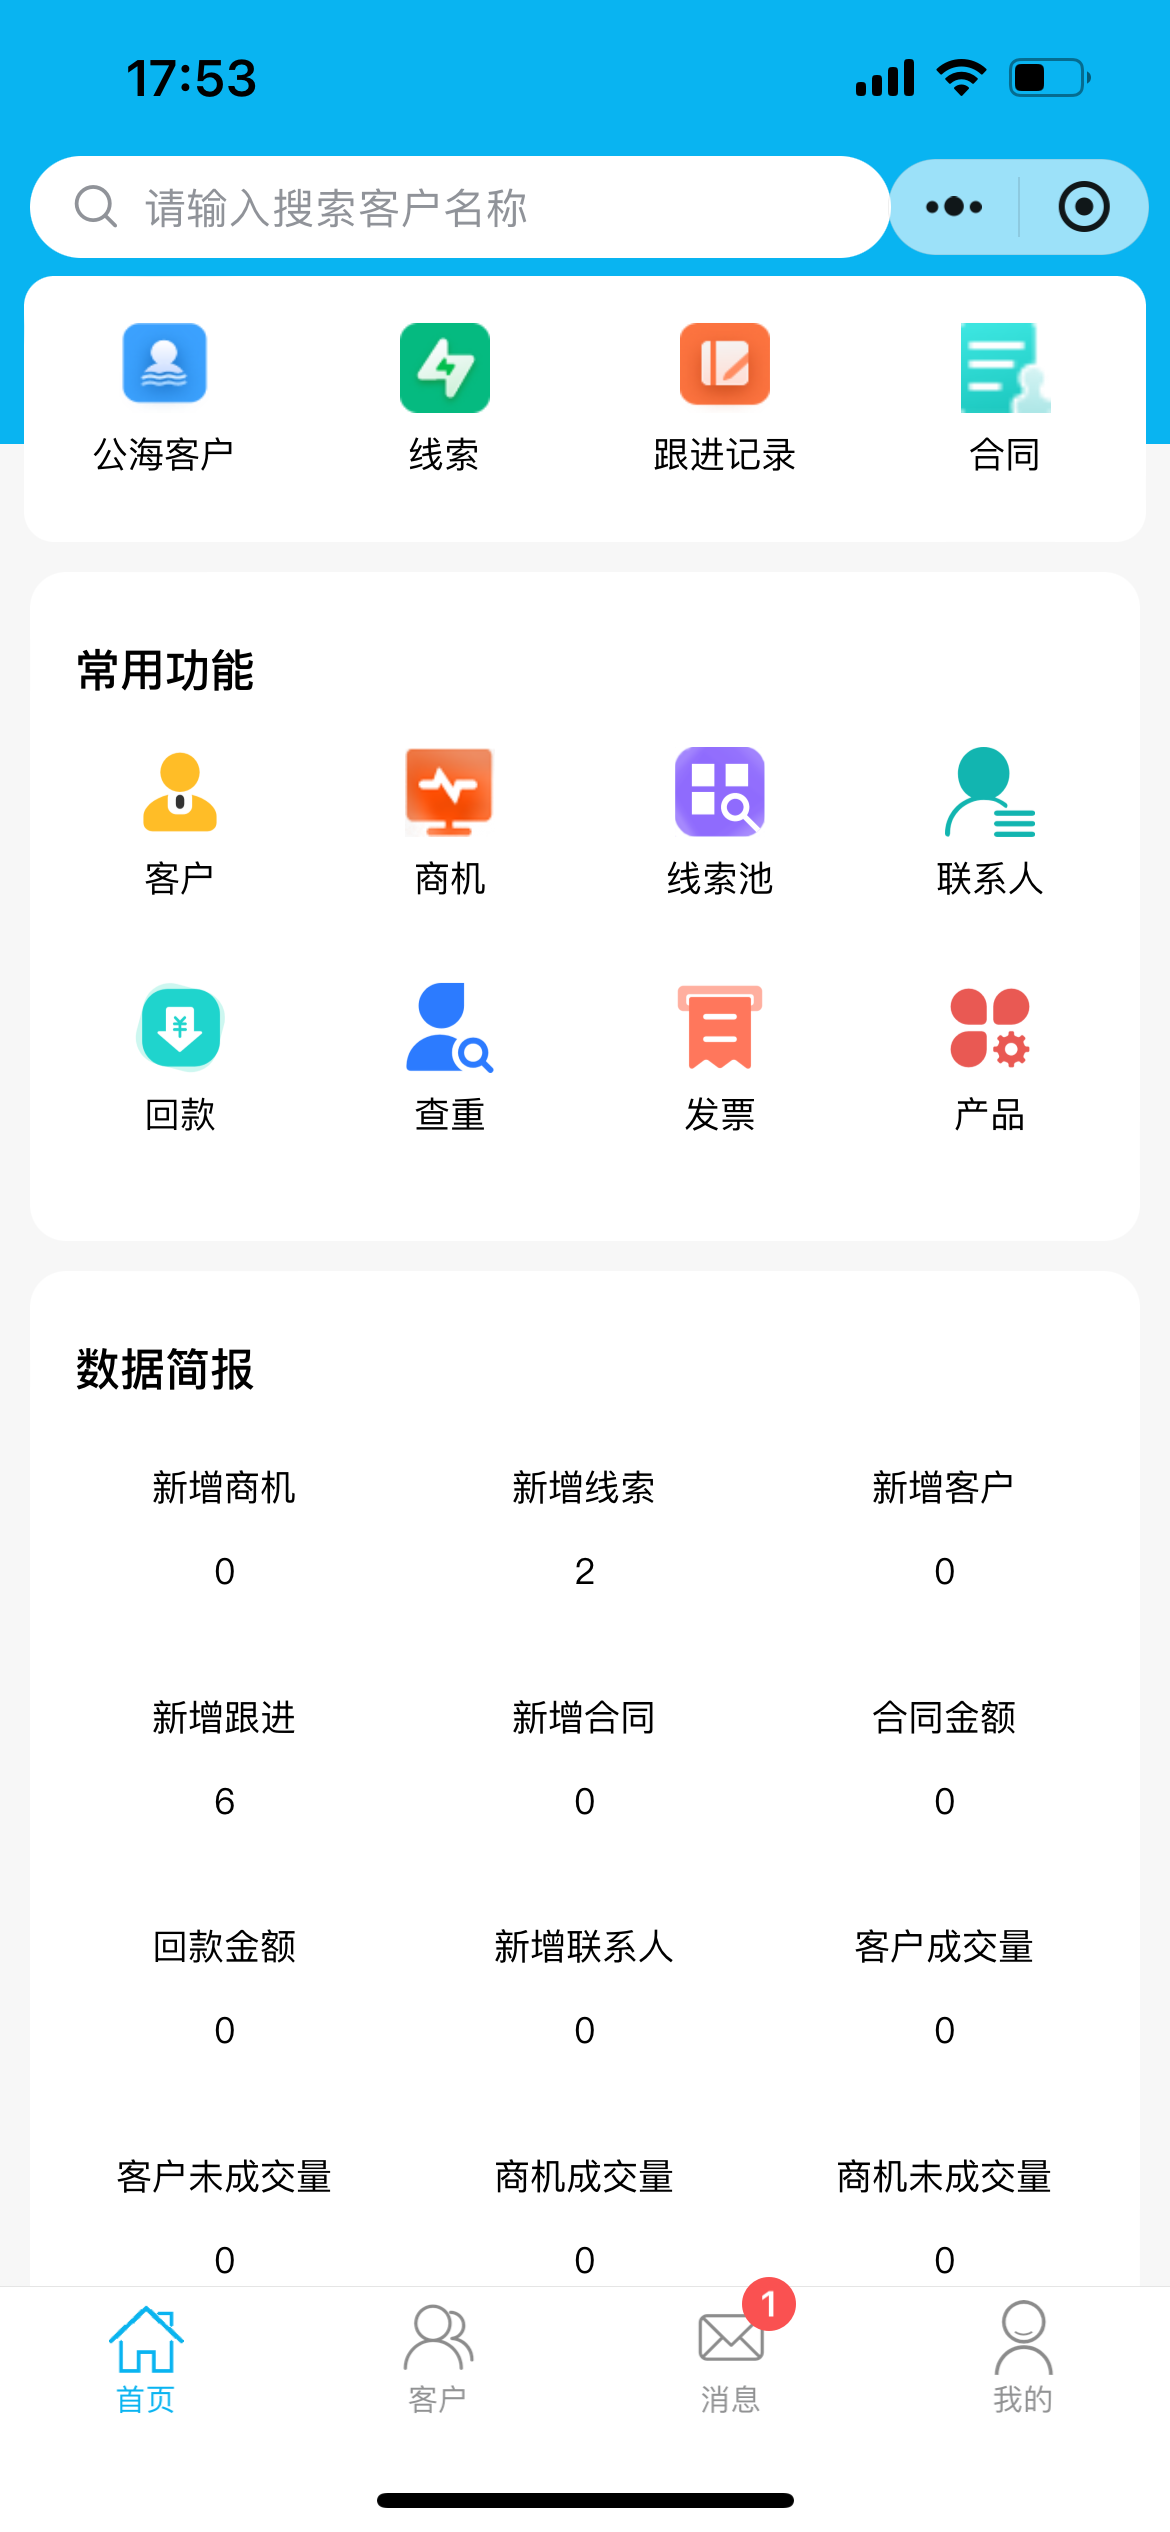 17:53
请输入搜索客户名称
公海客户 线索 跟进记录 合同
常用功能
客户 商机 线索池 联系人
¥
回款 查重 发票 产品
数据简报
新增商机 新增线索 新增客户
0 2 0
新增跟进 新增合同 合同金额
6 0 0
回款金额 新增联系人 客户成交量
0 0 0
客户未成交量 商机成交量 商机未成交量
0 0 0
1
首页 客户 消息 我的